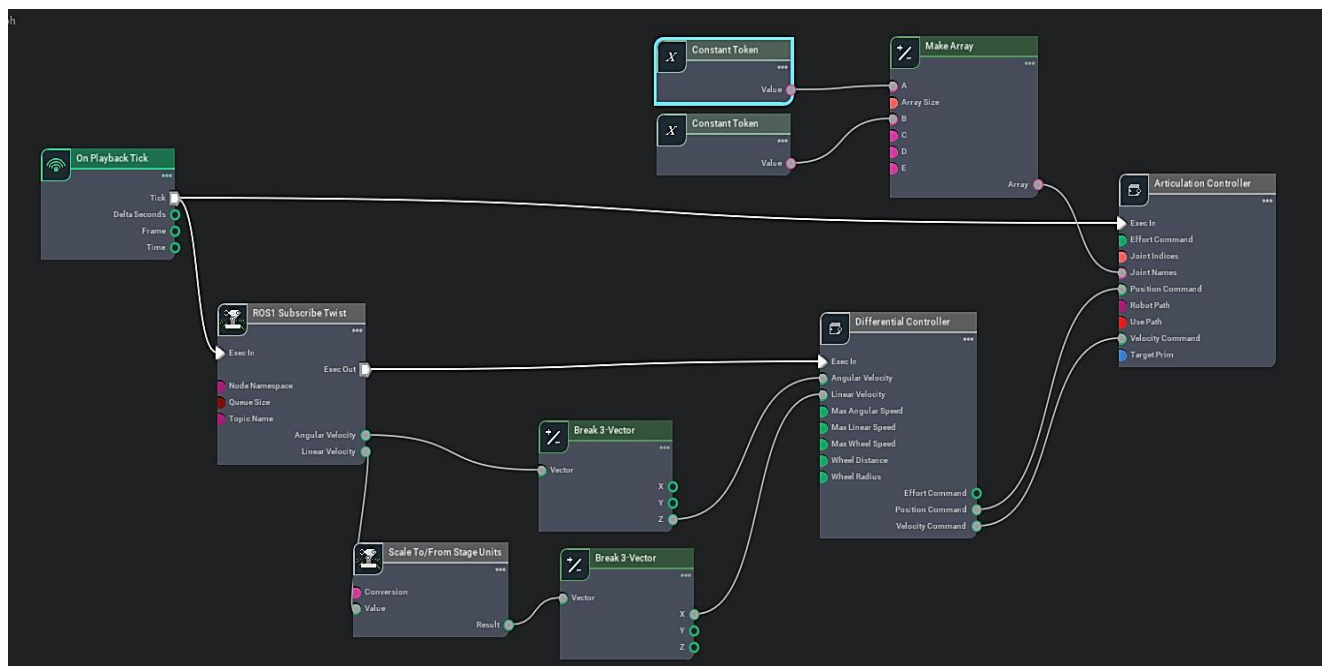 ph
Constant Token
X
Value
Constant Token
X
Value
Make Array
A
Array Size
B
C
D
E
Array
On Playback Tick
Tick
Delta Seconds
Frame
Time
Articulation Controller
Exec In
Effort Command
Joint Indices
Joint Names
Position Command
Robot Path
Use Path
Velocity Command
Target Prim
ROS1 Subscribe Twist
Exec In
Exec Out
Node Namespace
Queue Size
Topic Name
Angular Velocity
Linear Velocity
Differential Controller
Exec In
Angular Velocity
Linear Velocity
Max Angular Speed
Max Linear Speed
Max Wheel Speed
Wheel Distance
Wheel Radius
Effort Command
Position Command
Velocity Command
Break 3-Vector
Vector
X
Y
Z
Scale To/From Stage Units
Conversion
Value
Result
Break 3-Vector
Vector
X
Y
Z